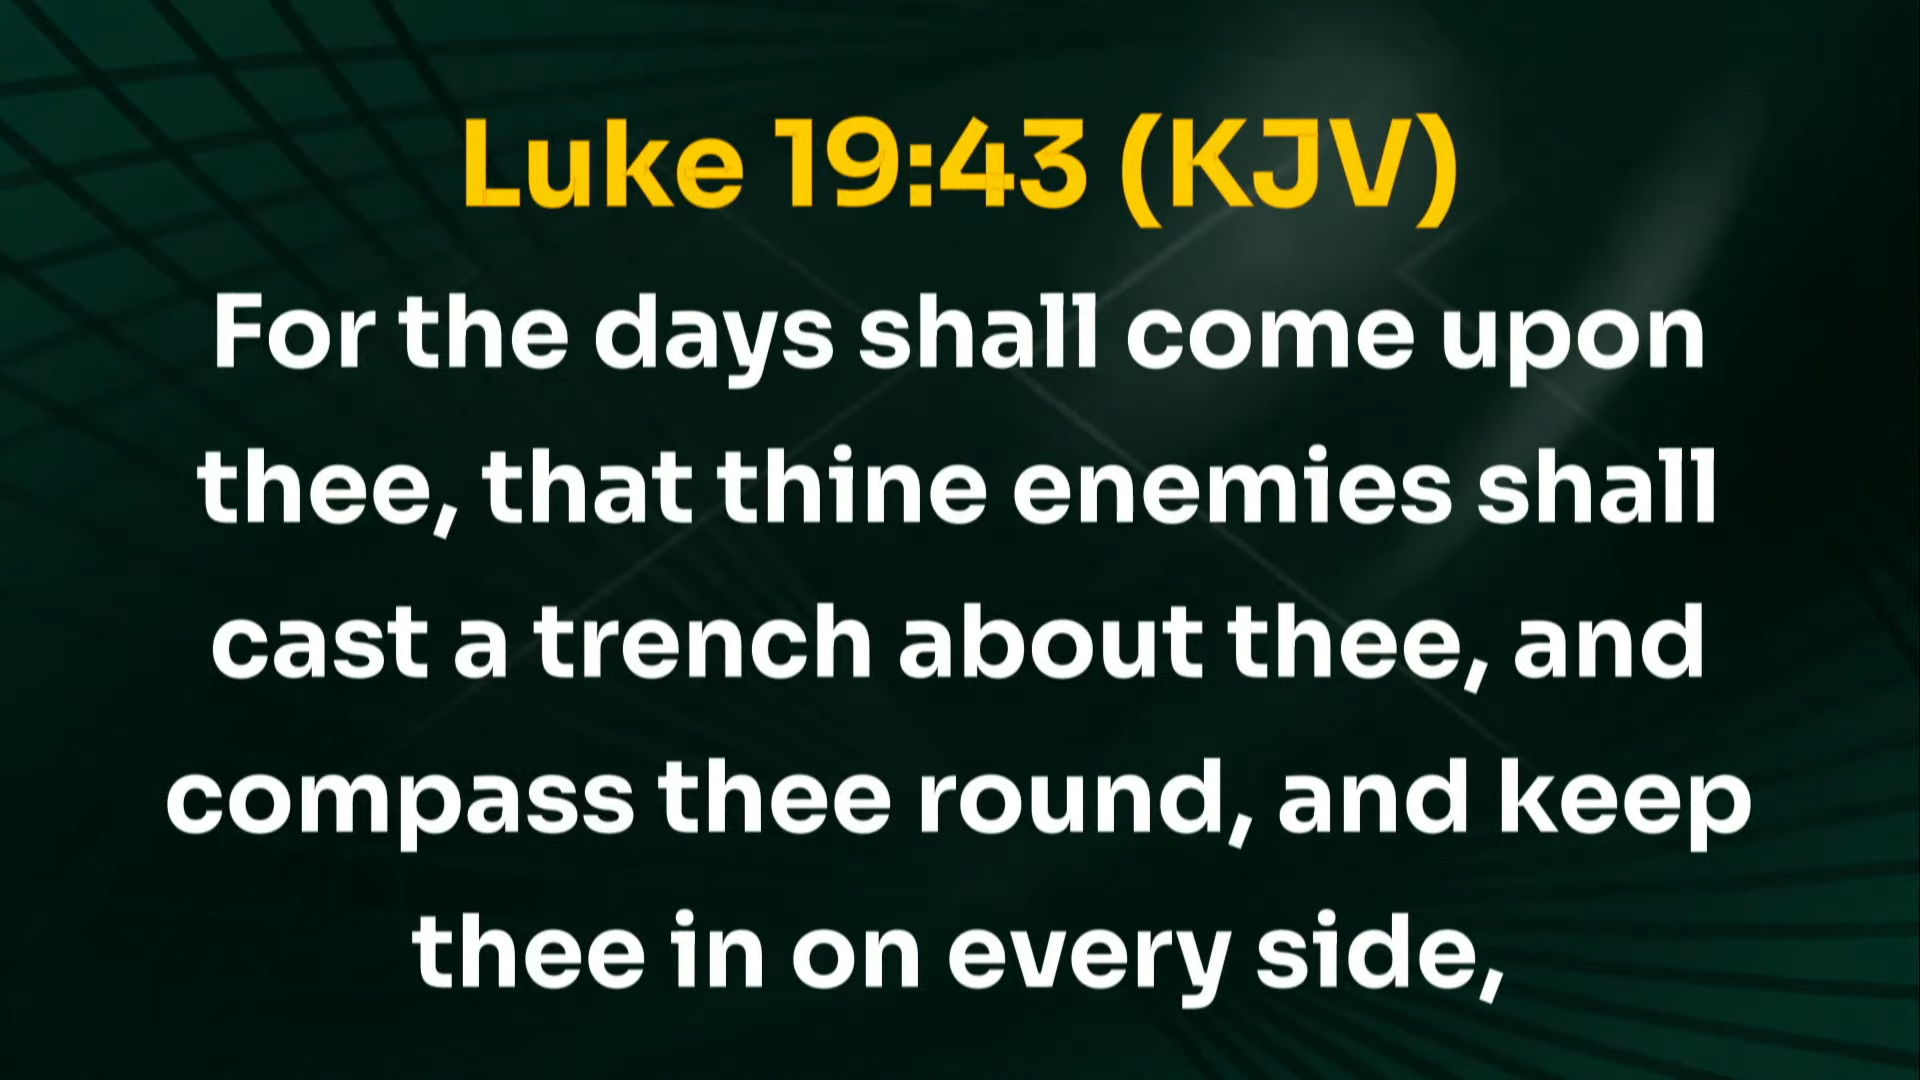 Luke 19:43 (KJV)
For the days shall come upon
thee, that thine enemies shall
cast a trench about thee, and
compass thee round, and keep
thee in on every side,